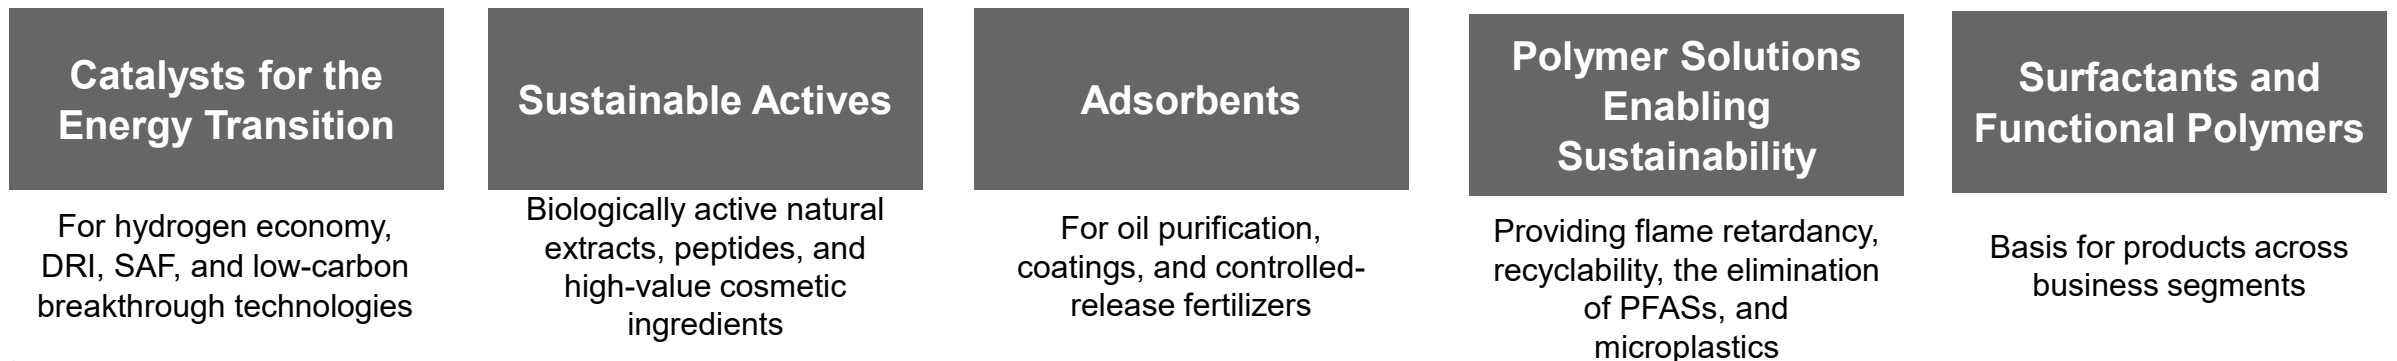 Catalysts for the
Energy Transition
For hydrogen economy,
DRI, SAF, and low-carbon
breakthrough technologies
Sustainable Actives
Biologically active natural
extracts, peptides, and
high-value cosmetic
ingredients
Adsorbents
For oil purification,
coatings, and controlled-
release fertilizers
Polymer Solutions
Enabling
Sustainability
Providing flame retardancy,
recyclability, the elimination
of PFASs, and
microplastics
Surfactants and
Functional Polymers
Basis for products across
business segments